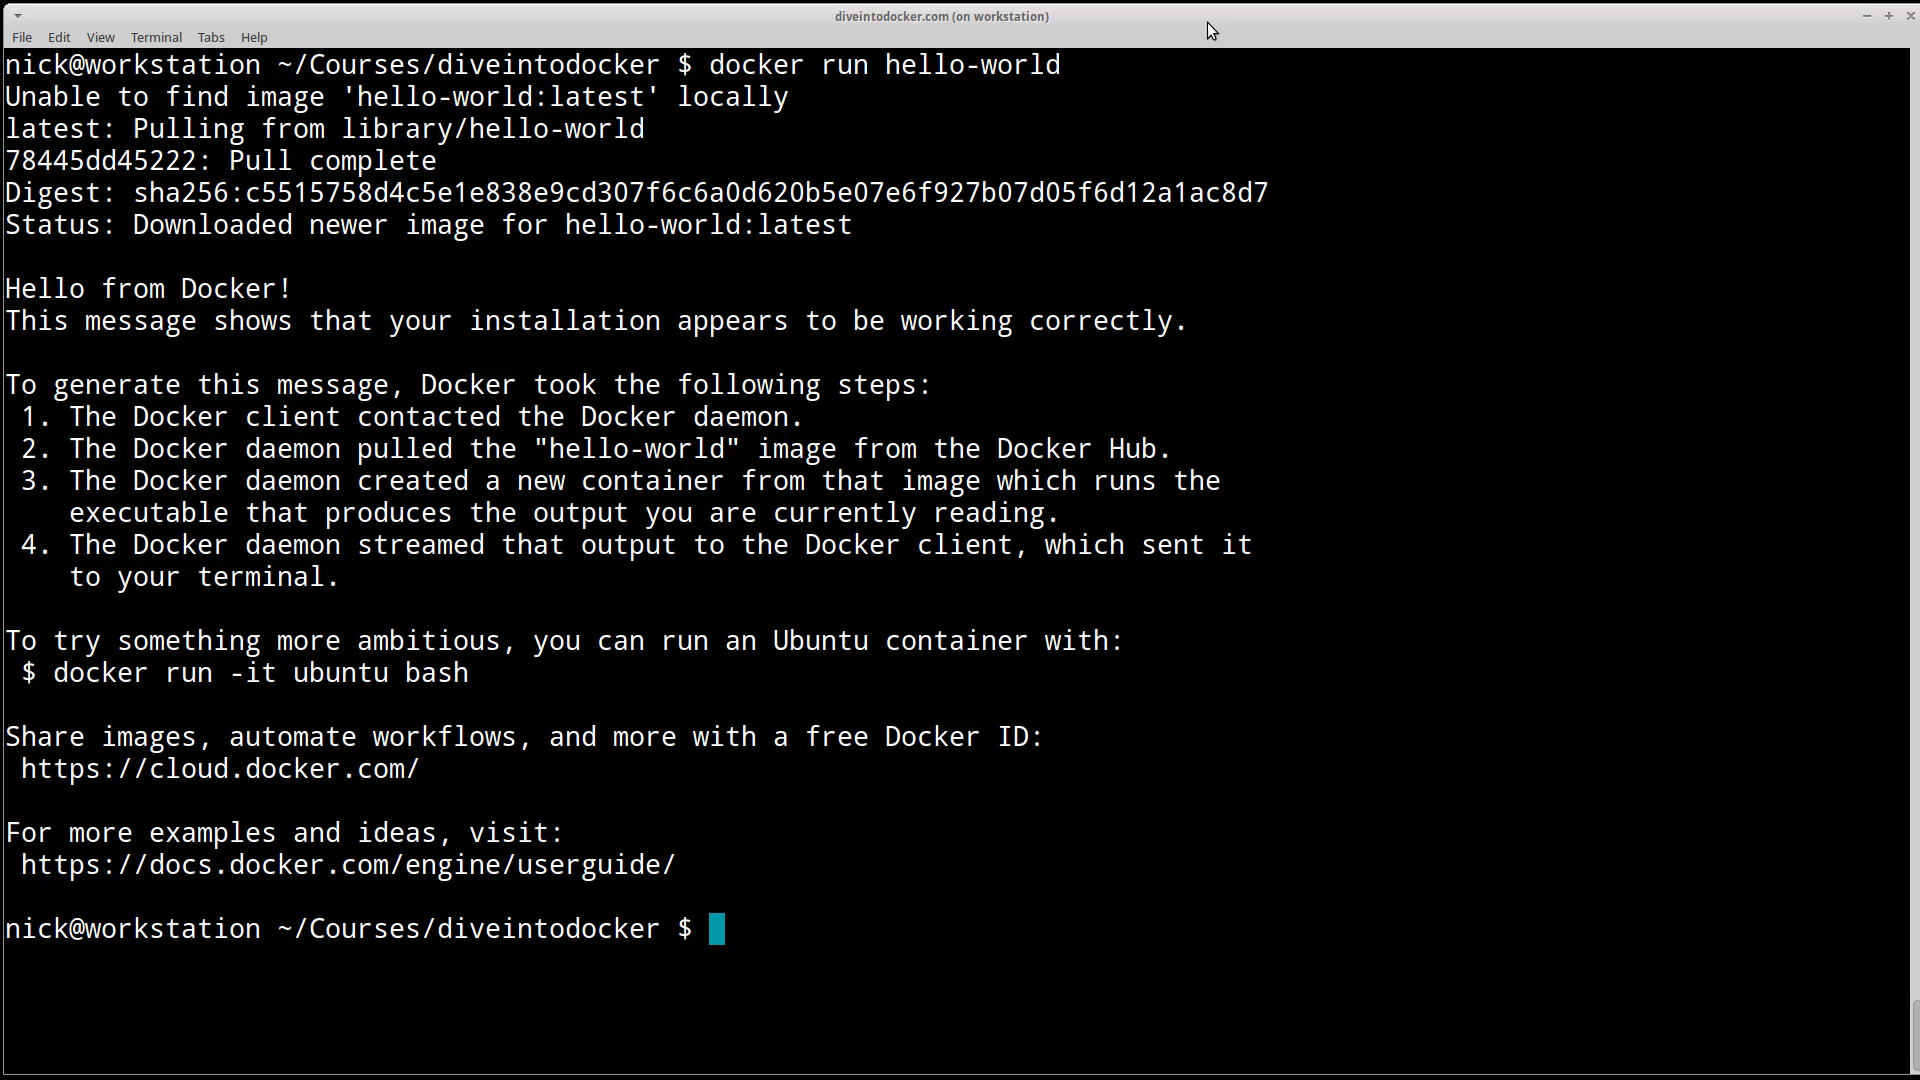 diveintodocker.com (on workstation)
File Edit View Terminal Tabs Help
nick@workstation ~/Courses/diveintodocker $ docker run hello-world
Unable to find image 'hello-world:latest' locally
latest: Pulling from library/hello-world
78445dd45222: Pull complete
Digest: sha256:c5515758d4c5e1e838e9cd307f6c6a0d620b5e07e6f927b07d05f6d12a1ac8d7
Status: Downloaded newer image for hello-world:latest
Hello from Docker!
This message shows that your installation appears to be working correctly.
To generate this message, Docker took the following steps:
1. The Docker client contacted the Docker daemon.
2. The Docker daemon pulled the "hello-world" image from the Docker Hub.
3. The Docker daemon created a new container from that image which runs the
executable that produces the output you are currently reading.
4. The Docker daemon streamed that output to the Docker client, which sent it
to your terminal.
To try something more ambitious, you can run an Ubuntu container with:
$ docker run -it ubuntu bash
Share images, automate workflows, and more with a free Docker ID:
https://cloud.docker.com/
For more examples and ideas, visit:
https://docs.docker.com/engine/userguide/
nick@workstation ~/Courses/diveintodocker $